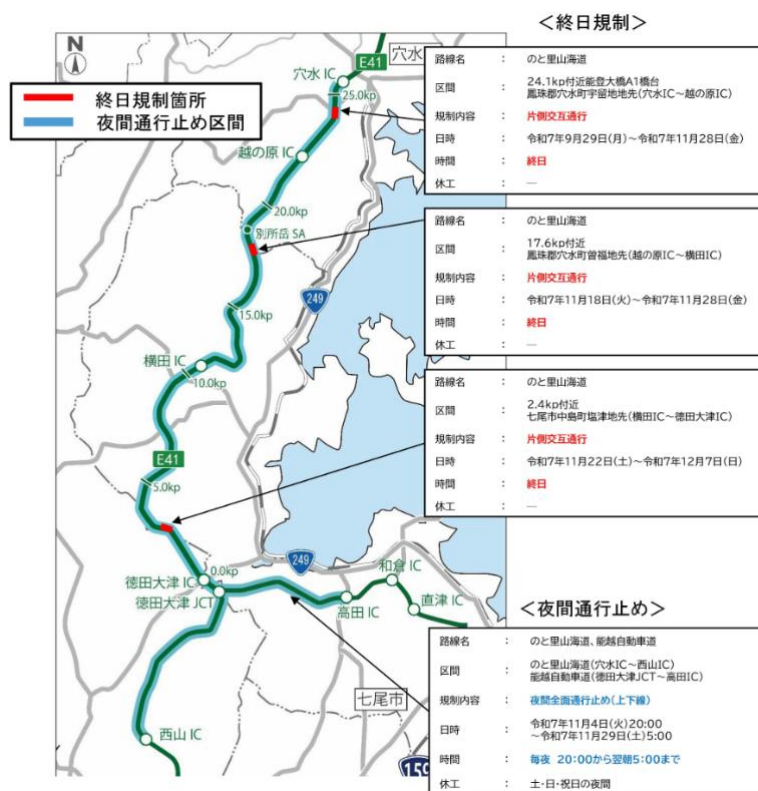 <終日規制>
N
穴水
E41
穴水 IC
25.0kp
終日規制箇所
夜間通行止め区間
越の原 IC
20.0kp
別所岳 SA
249
15.0kp
横田 IC
10.0kp
E41
5.0kp
249
0.0kp
徳田大津 IC
徳田大津 JCT
和倉 IC
高田 IC
直津 IC
七尾市
西山 IC
159
路線名 : のと里山海道
区間 : 24.1kp付近能登大橋A1橋台
鳳珠郡穴水町宇留地地先(穴水IC～越の原IC)
規制内容 : 片側交互通行
日時 : 令和7年9月29日(月)～令和7年11月28日(金)
時間 : 終日
休工 : ―
路線名 : のと里山海道
区間 : 17.6kp付近
鳳珠郡穴水町曽福地先(越の原IC～横田IC)
規制内容 : 片側交互通行
日時 : 令和7年11月18日(火)～令和7年11月28日(金)
時間 : 終日
休工 : ―
路線名 : のと里山海道
区間 : 2.4kp付近
七尾市中島町塩津地先(横田IC～徳田大津IC)
規制内容 : 片側交互通行
日時 : 令和7年11月22日(土)～令和7年12月7日(日)
時間 : 終日
休工 : ―
<夜間通行止め>
路線名 : のと里山海道、能越自動車道
区間 : のと里山海道(穴水IC～西山IC)
能越自動車道(徳田大津JCT～高田IC)
規制内容 : 夜間全面通行止め(上下線)
日時 : 令和7年11月4日(火)20:00
～令和7年11月29日(土)5:00
時間 : 毎夜 20:00から翌朝5:00まで
休工 : 土・日・祝日の夜間